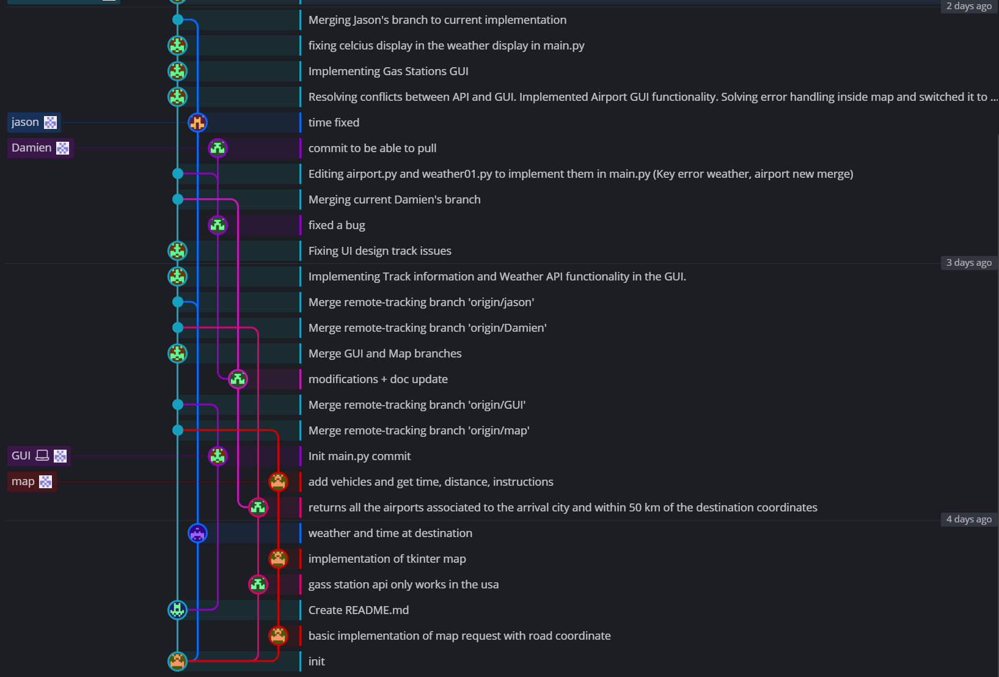 2 days ago
Merging Jason's branch to current implementation
fixing celcius display in the weather display in main.py
Implementing Gas Stations GUI
Resolving conflicts between API and GUI. Implemented Airport GUI functionality. Solving error handling inside map and switched it to ...
jason time fixed
Damien commit to be able to pull
Editing airport.py and weather01.py to implement them in main.py (Key error weather, airport new merge)
Merging current Damien's branch
fixed a bug
Fixing UI design track issues
3 days ago
Implementing Track information and Weather API functionality in the GUI.
Merge remote-tracking branch 'origin/jason'
Merge remote-tracking branch 'origin/Damien'
Merge GUI and Map branches
modifications + doc update
Merge remote-tracking branch 'origin/GUI'
Merge remote-tracking branch 'origin/map'
GUI Init main.py commit
map add vehicles and get time, distance, instructions
returns all the airports associated to the arrival city and within 50 km of the destination coordinates
4 days ago
weather and time at destination
implementation of tkinter map
gass station api only works in the usa
Create README.md
basic implementation of map request with road coordinate
init